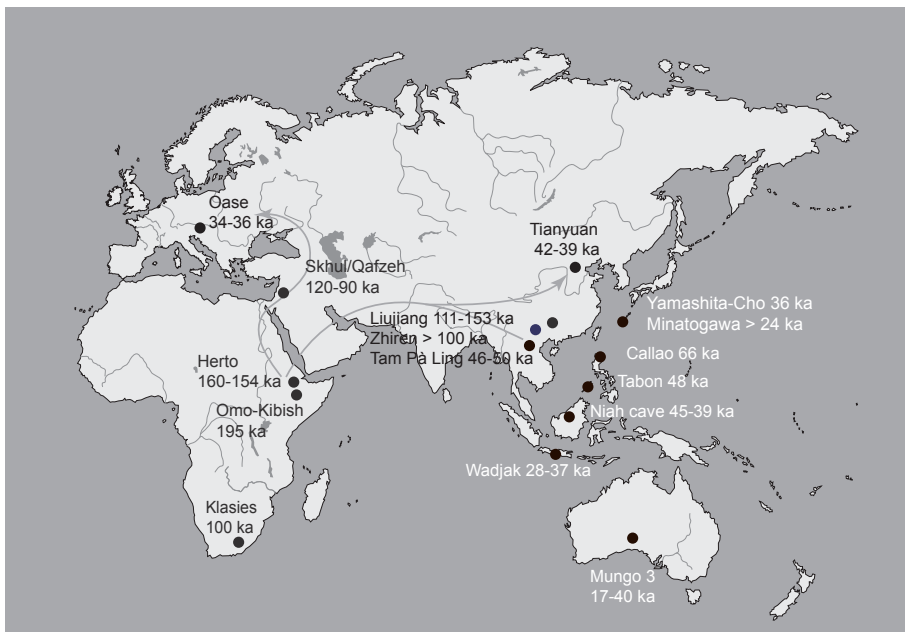 Oase
34-36 ka
Tianyuan
42-39 ka
Skhul/Qafzeh
120-90 ka
Yamashita-Cho 36 ka
Minatogawa > 24 ka
Liujiang 111-153 ka
Zhiren > 100 ka
Tam Pà Ling 46-50 ka
Callao 66 ka
Herto
160-154 ka
Tabon 48 ka
Omo-Kibish
195 ka
Niah cave 45-39 ka
Wadjak 28-37 ka
Klasies
100 ka
Mungo 3
17-40 ka